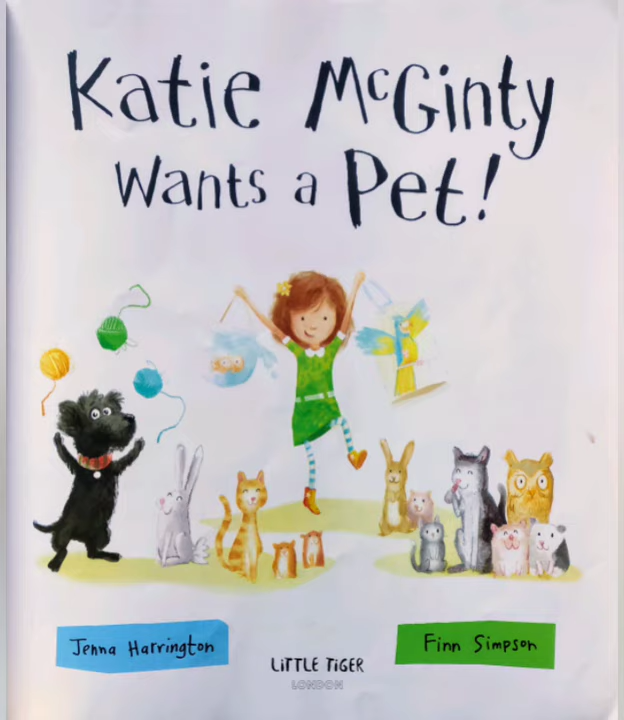 Katie McGinty
Wants a Pet!
Jenna Harrington
Finn Simpson
LiTTLE TiGER
LONDON